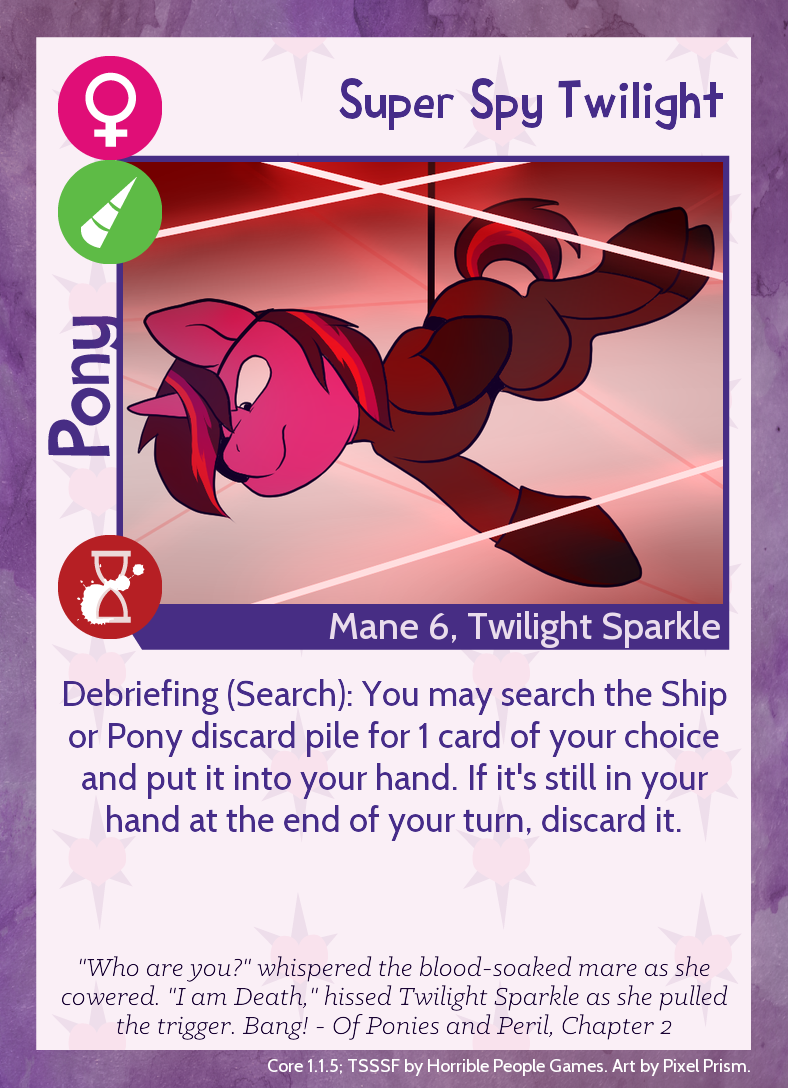 Super Spy Twilight
Pony
Mane 6, Twilight Sparkle
Debriefing (Search): You may search the Ship
or Pony discard pile for 1 card of your choice
and put it into your hand. If it's still in your
hand at the end of your turn, discard it.
"Who are you?" whispered the blood-soaked mare as she
cowered. "I am Death," hissed Twilight Sparkle as she pulled
the trigger. Bang! - Of Ponies and Peril, Chapter 2
Core 1.1.5; TSSSF by Horrible People Games. Art by Pixel Prism.